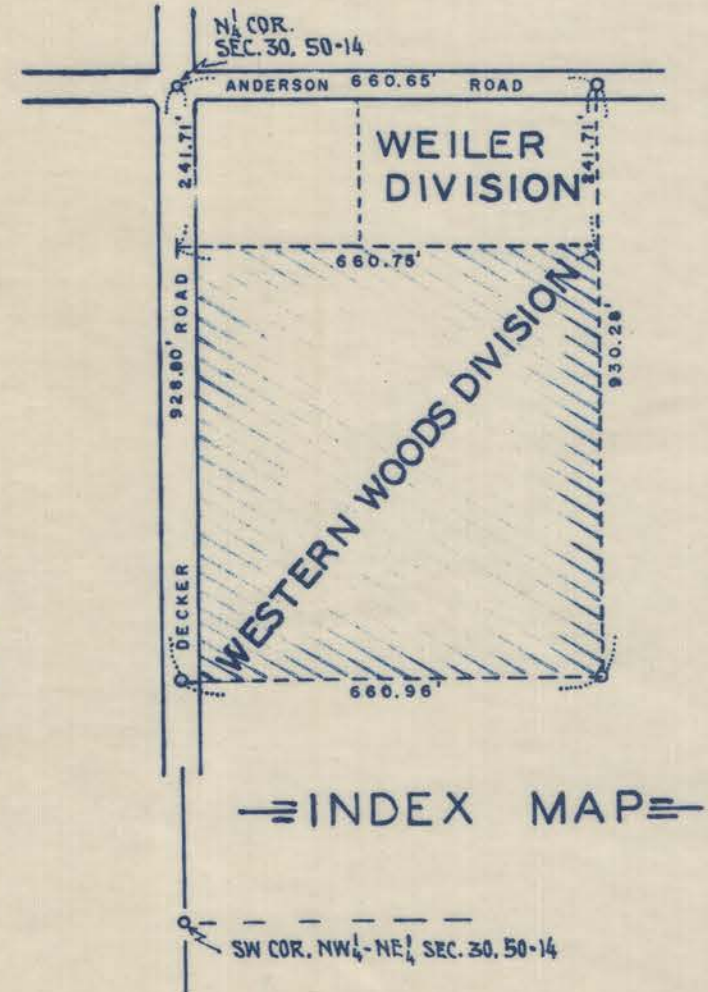 N¼ COR.
SEC. 30, 50-14
ANDERSON 660.65' ROAD
241.71'
WEILER
DIVISION
241.71'
660.75'
928.80' ROAD
DECKER
WESTERN WOODS DIVISION
930.28'
660.96'
INDEX MAP
SW COR. NW¼-NE¼ SEC. 30, 50-14